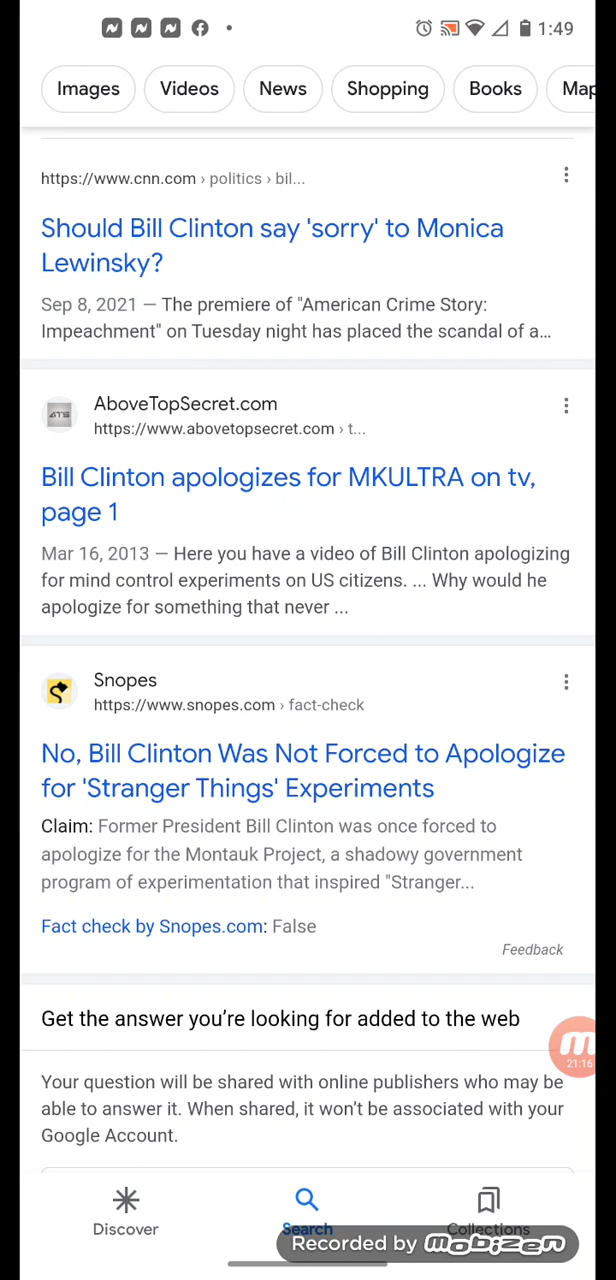 1:49
Images Videos News Shopping Books Map
https://www.cnn.com › politics › bil...
Should Bill Clinton say 'sorry' to Monica
Lewinsky?
Sep 8, 2021 — The premiere of "American Crime Story:
Impeachment" on Tuesday night has placed the scandal of a...
ATS
AboveTopSecret.com
https://www.abovetopsecret.com › t...
Bill Clinton apologizes for MKULTRA on tv,
page 1
Mar 16, 2013 — Here you have a video of Bill Clinton apologizing
for mind control experiments on US citizens. ... Why would he
apologize for something that never ...
Snopes
https://www.snopes.com › fact-check
No, Bill Clinton Was Not Forced to Apologize
for 'Stranger Things' Experiments
Claim: Former President Bill Clinton was once forced to
apologize for the Montauk Project, a shadowy government
program of experimentation that inspired "Stranger...
Fact check by Snopes.com: False
Feedback
Get the answer you're looking for added to the web
m
21:16
Your question will be shared with online publishers who may be
able to answer it. When shared, it won't be associated with your
Google Account.
Discover Search Collections
Recorded by mobizen